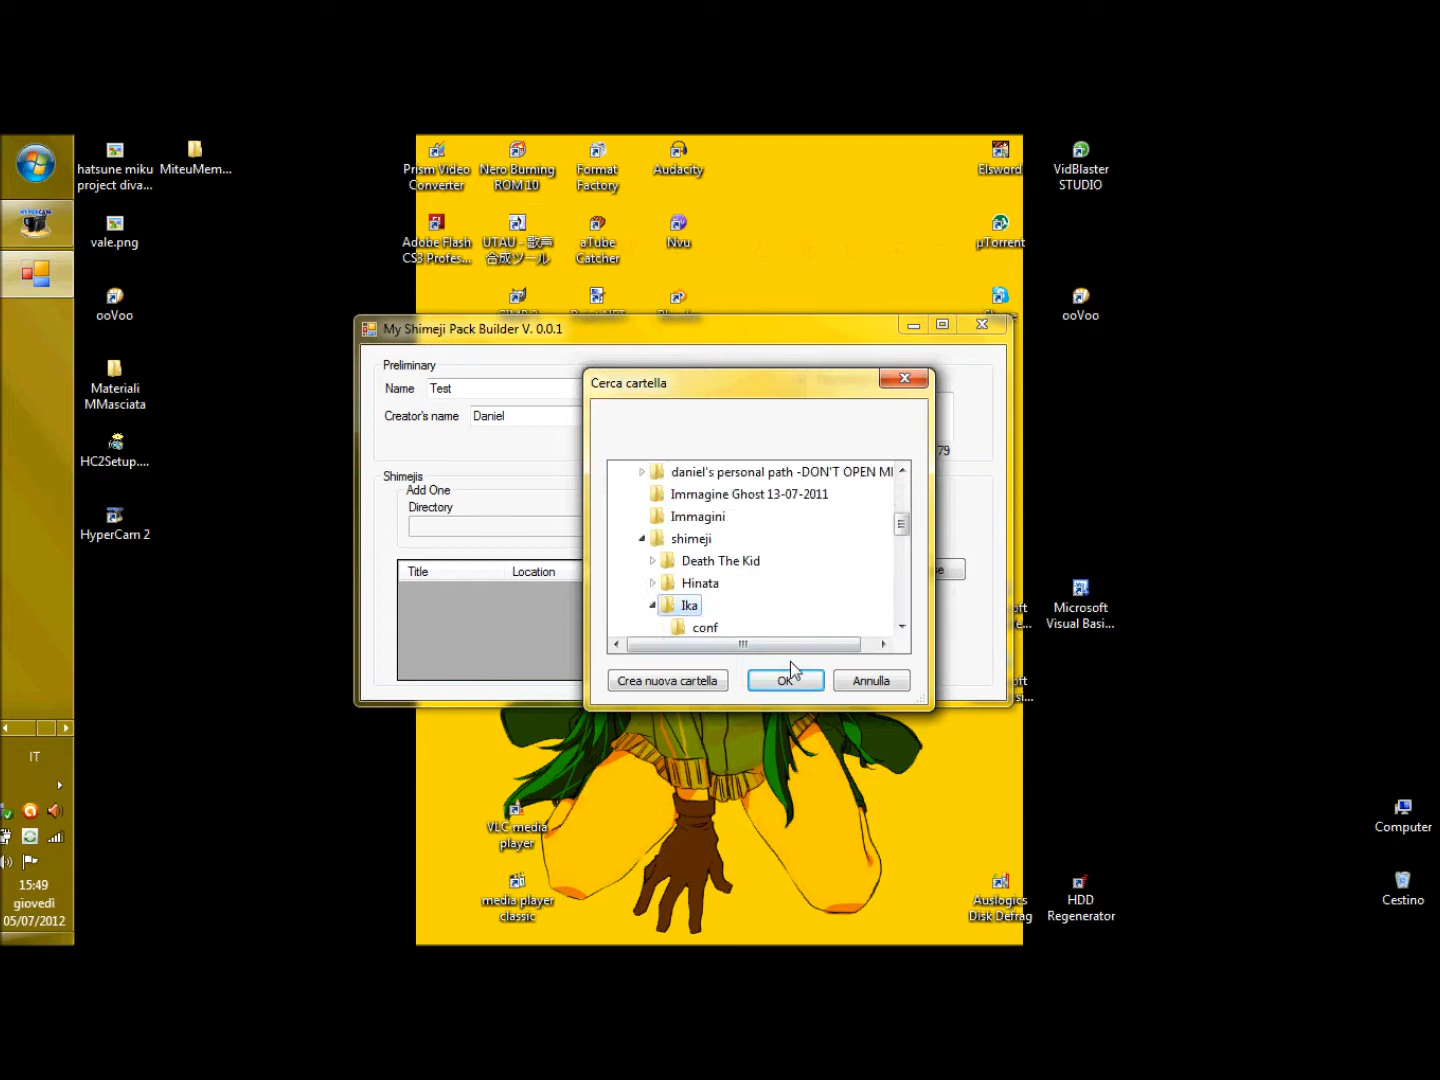 hatsune miku
project diva...
MiteuMem...
Prism Video
Converter
Nero Burning
ROM 10
Format
Factory
Audacity
Elsword
VidBlaster
STUDIO
HYPERCAM
vale.png
Adobe Flash
CS3 Profes...
UTAU - 歌声
合成ツール
aTube
Catcher
Nvu
µTorrent
ooVoo
ooVoo
My Shimeji Pack Builder V. 0.0.1
Preliminary
Name
Test
Creator's name
Daniel
Cerca cartella
79
Materiali
MMasciata
HC2Setup....
HyperCam 2
Shimejis
Add One
Directory
Title
Location
daniel's personal path -DON'T OPEN
Immagine Ghost 13-07-2011
Immagini
shimeji
Death The Kid
Hinata
Ika
conf
Crea nuova cartella
OK
Annulla
Microsoft
Visual Basi...
IT
VLC media
player
media player
classic
Auslogics
Disk Defrag
HDD
Regenerator
Computer
Cestino
15:49
giovedì
05/07/2012